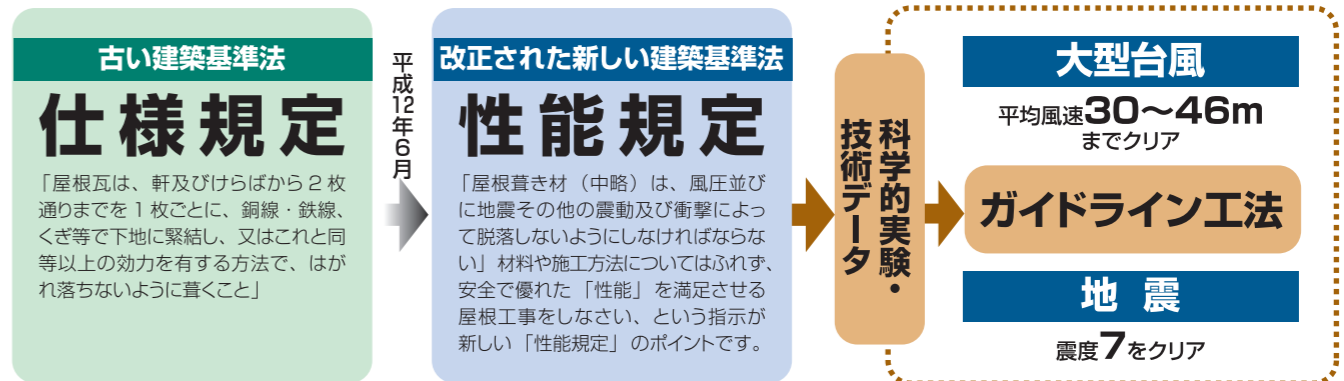 古い建築基準法
仕様規定
「屋根瓦は、軒及びけらばから2枚
通りまでを1枚ごとに、銅線・鉄線、
くぎ等で下地に緊結し、又はこれと同
等以上の効力を有する方法で、はが
れ落ちないように葺くこと」
平成12年6月
改正された新しい建築基準法
性能規定
「屋根葺き材（中略）は、風圧並び
に地震その他の震動及び衝撃によっ
て脱落しないようにしなければならな
い」材料や施工方法についてはふれず、
安全で優れた「性能」を満足させる
屋根工事をしなさい、という指示が
新しい「性能規定」のポイントです。
科学的実験・
技術データ
大型台風
平均風速30〜46m
までクリア
ガイドライン工法
地震
震度7をクリア